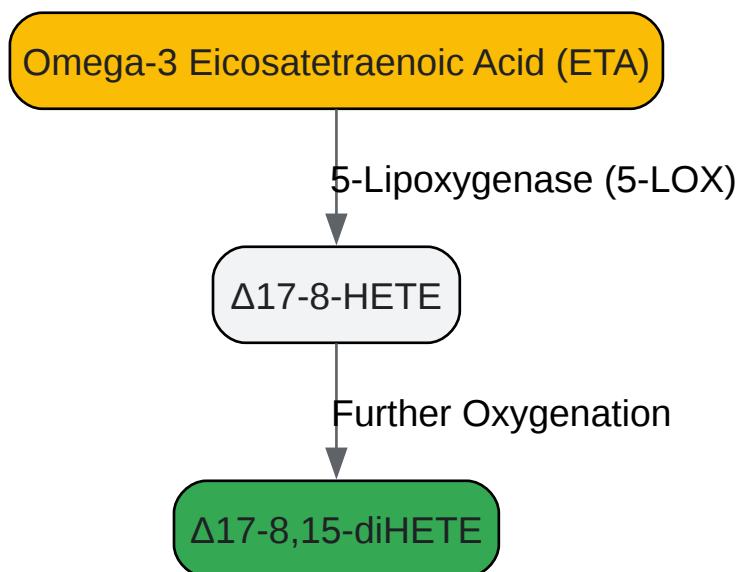 Omega-3 Eicosatetraenoic Acid (ETA)
5-Lipoxygenase (5-LOX)
Δ17-8-HETE
Further Oxygenation
Δ17-8,15-diHETE